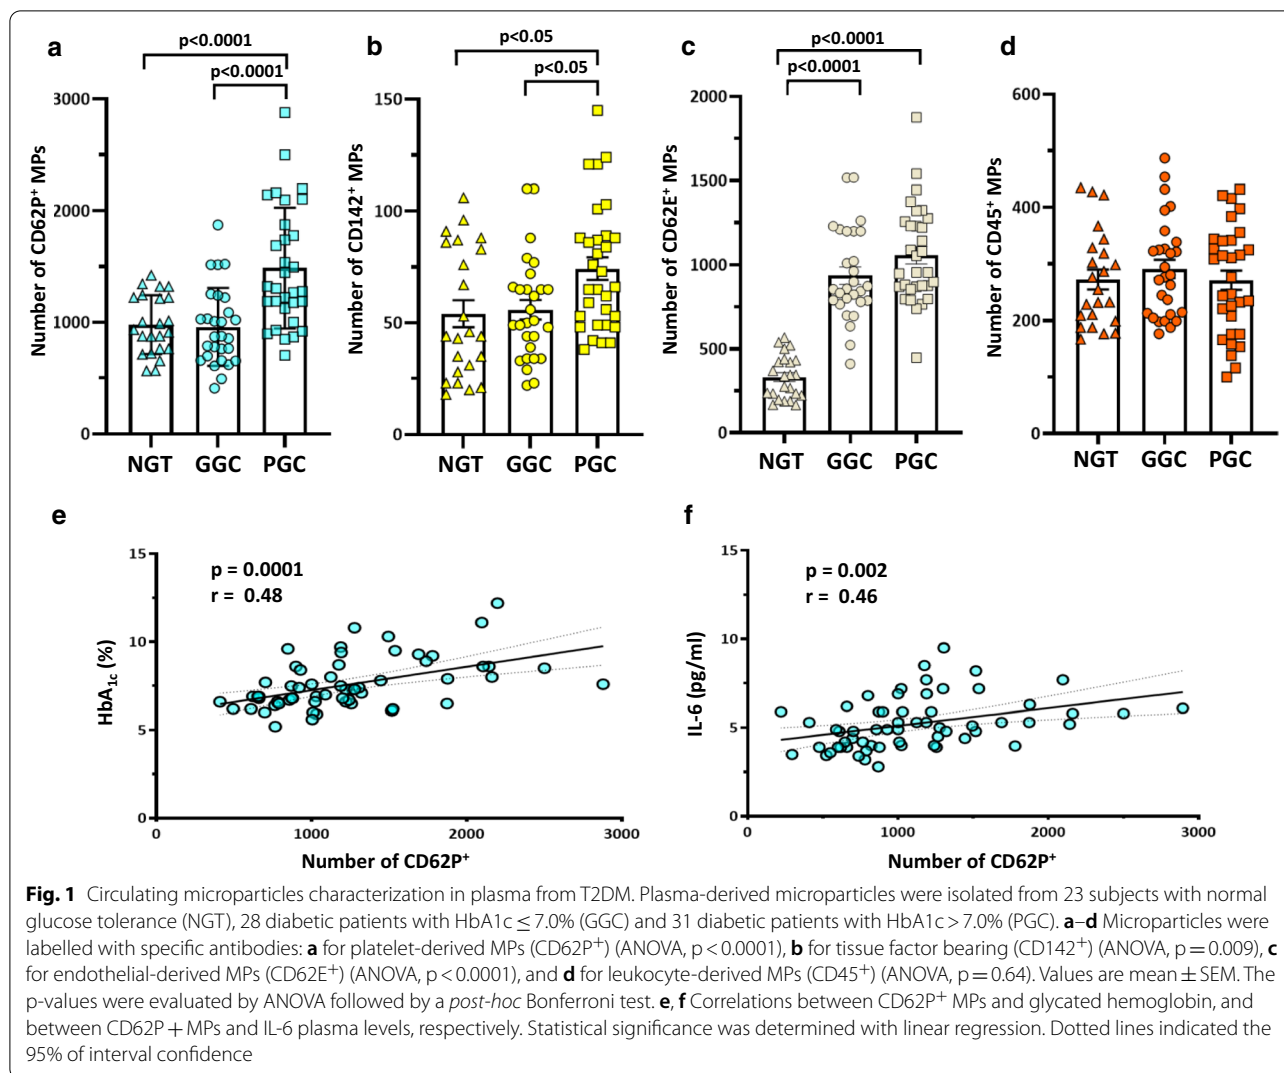 a
p<0.0001
p<0.0001
Number of CD62P+ MPs
3000
2500
2000
1500
1000
500
0
NGT GGC PGC
b
p<0.05
p<0.05
Number of CD142+ MPs
150
100
50
0
NGT GGC PGC
c
p<0.0001
p<0.0001
Number of CD62E+ MPs
2000
1500
1000
500
0
NGT GGC PGC
d
Number of CD45+ MPs
600
400
200
0
NGT GGC PGC
e
p = 0.0001
r = 0.48
HbA1c (%)
15
10
5
0
0 1000 2000 3000
Number of CD62P+
f
p = 0.002
r = 0.46
IL-6 (pg/ml)
15
10
5
0
0 1000 2000 3000
Number of CD62P+
Fig. 1 Circulating microparticles characterization in plasma from T2DM. Plasma-derived microparticles were isolated from 23 subjects with normal
glucose tolerance (NGT), 28 diabetic patients with HbA1c ≤ 7.0% (GGC) and 31 diabetic patients with HbA1c > 7.0% (PGC). a–d Microparticles were
labelled with specific antibodies: a for platelet-derived MPs (CD62P+) (ANOVA, p < 0.0001), b for tissue factor bearing (CD142+) (ANOVA, p = 0.009), c
for endothelial-derived MPs (CD62E+) (ANOVA, p < 0.0001), and d for leukocyte-derived MPs (CD45+) (ANOVA, p = 0.64). Values are mean ± SEM. The
p-values were evaluated by ANOVA followed by a post-hoc Bonferroni test. e, f Correlations between CD62P+ MPs and glycated hemoglobin, and
between CD62P + MPs and IL-6 plasma levels, respectively. Statistical significance was determined with linear regression. Dotted lines indicated the
95% of interval confidence